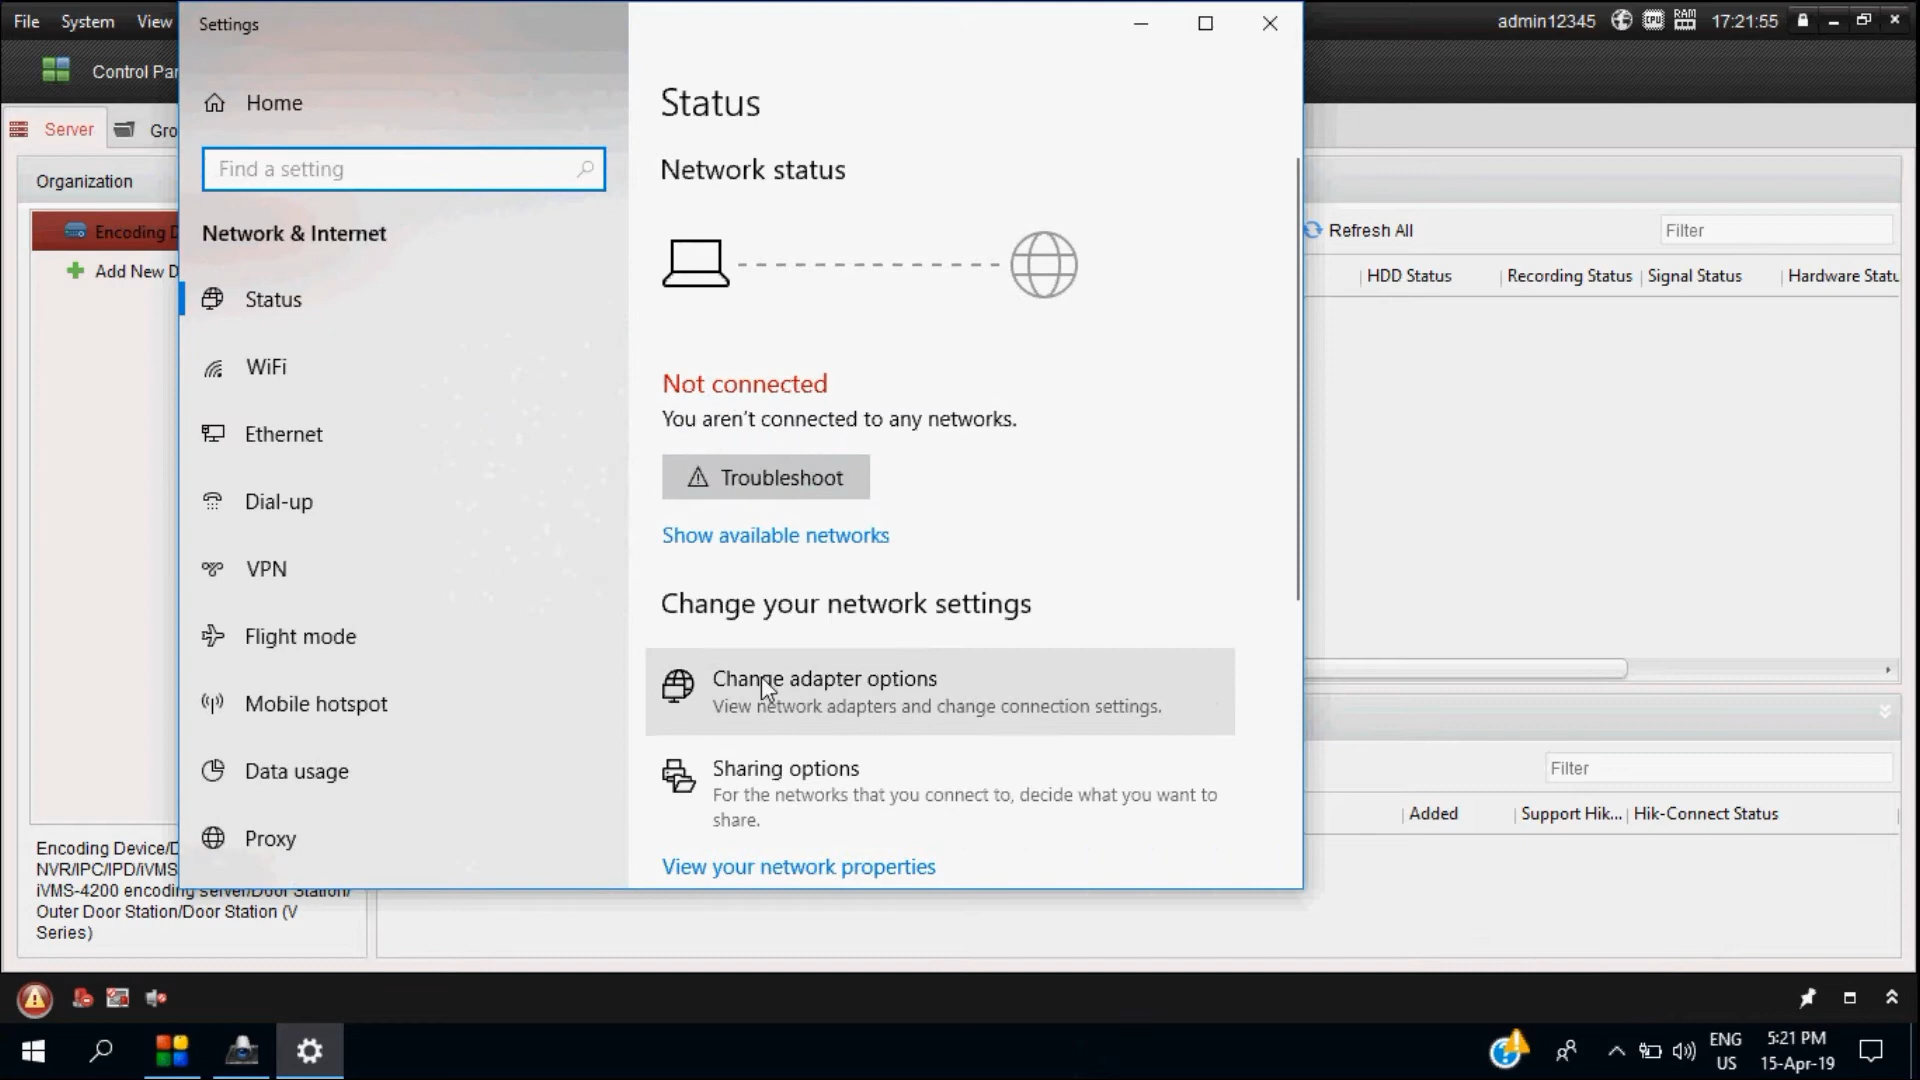 File System View
admin12345 CPU RAM 17:21:55
Control Par
Server
Gro
Organization
Encoding D
Add New D
Encoding Device/D
NVR/IPC/IPD/iVMS
iVMS-4200 encoding server/Door Station/
Outer Door Station/Door Station (V
Series)
Settings
Home
Find a setting
Network & Internet
Status
WiFi
Ethernet
Dial-up
VPN
Flight mode
Mobile hotspot
Data usage
Proxy
Status
Network status
Not connected
You aren't connected to any networks.
Troubleshoot
Show available networks
Change your network settings
Change adapter options
View network adapters and change connection settings.
Sharing options
For the networks that you connect to, decide what you want to
share.
View your network properties
Refresh All
Filter
HDD Status Recording Status Signal Status Hardware Statu
Filter
Added Support Hik... Hik-Connect Status
ENG
US
5:21 PM
15-Apr-19